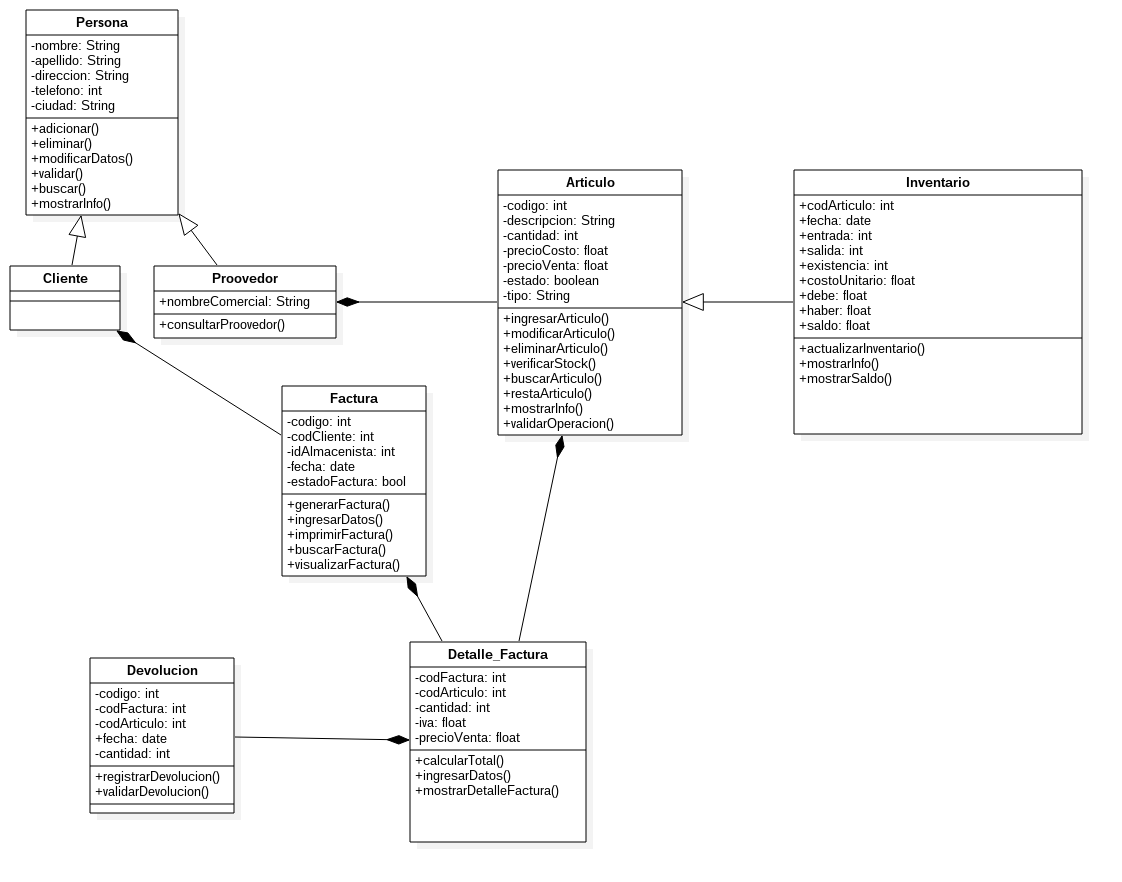 Persona
-nombre: String
-apellido: String
-direccion: String
-telefono: int
-ciudad: String
+adicionar()
+eliminar()
+modificarDatos()
+validar()
+buscar()
+mostrarInfo()
Cliente
Proovedor
+nombreComercial: String
+consultarProovedor()
Articulo
-codigo: int
-descripcion: String
-cantidad: int
-precioCosto: float
-precioVenta: float
-estado: boolean
-tipo: String
+ingresarArticulo()
+modificarArticulo()
+eliminarArticulo()
+verificarStock()
+buscarArticulo()
+restaArticulo()
+mostrarInfo()
+validarOperacion()
Inventario
+codArticulo: int
+fecha: date
+entrada: int
+salida: int
+existencia: int
+costoUnitario: float
+debe: float
+haber: float
+saldo: float
+actualizarInventario()
+mostrarInfo()
+mostrarSaldo()
Factura
-codigo: int
-codCliente: int
-idAlmacenista: int
-fecha: date
-estadoFactura: bool
+generarFactura()
+ingresarDatos()
+imprimirFactura()
+buscarFactura()
+visualizarFactura()
Devolucion
-codigo: int
-codFactura: int
-codArticulo: int
+fecha: date
-cantidad: int
+registrarDevolucion()
+validarDevolucion()
Detalle_Factura
-codFactura: int
-codArticulo: int
-cantidad: int
-iva: float
-precioVenta: float
+calcularTotal()
+ingresarDatos()
+mostrarDetalleFactura()